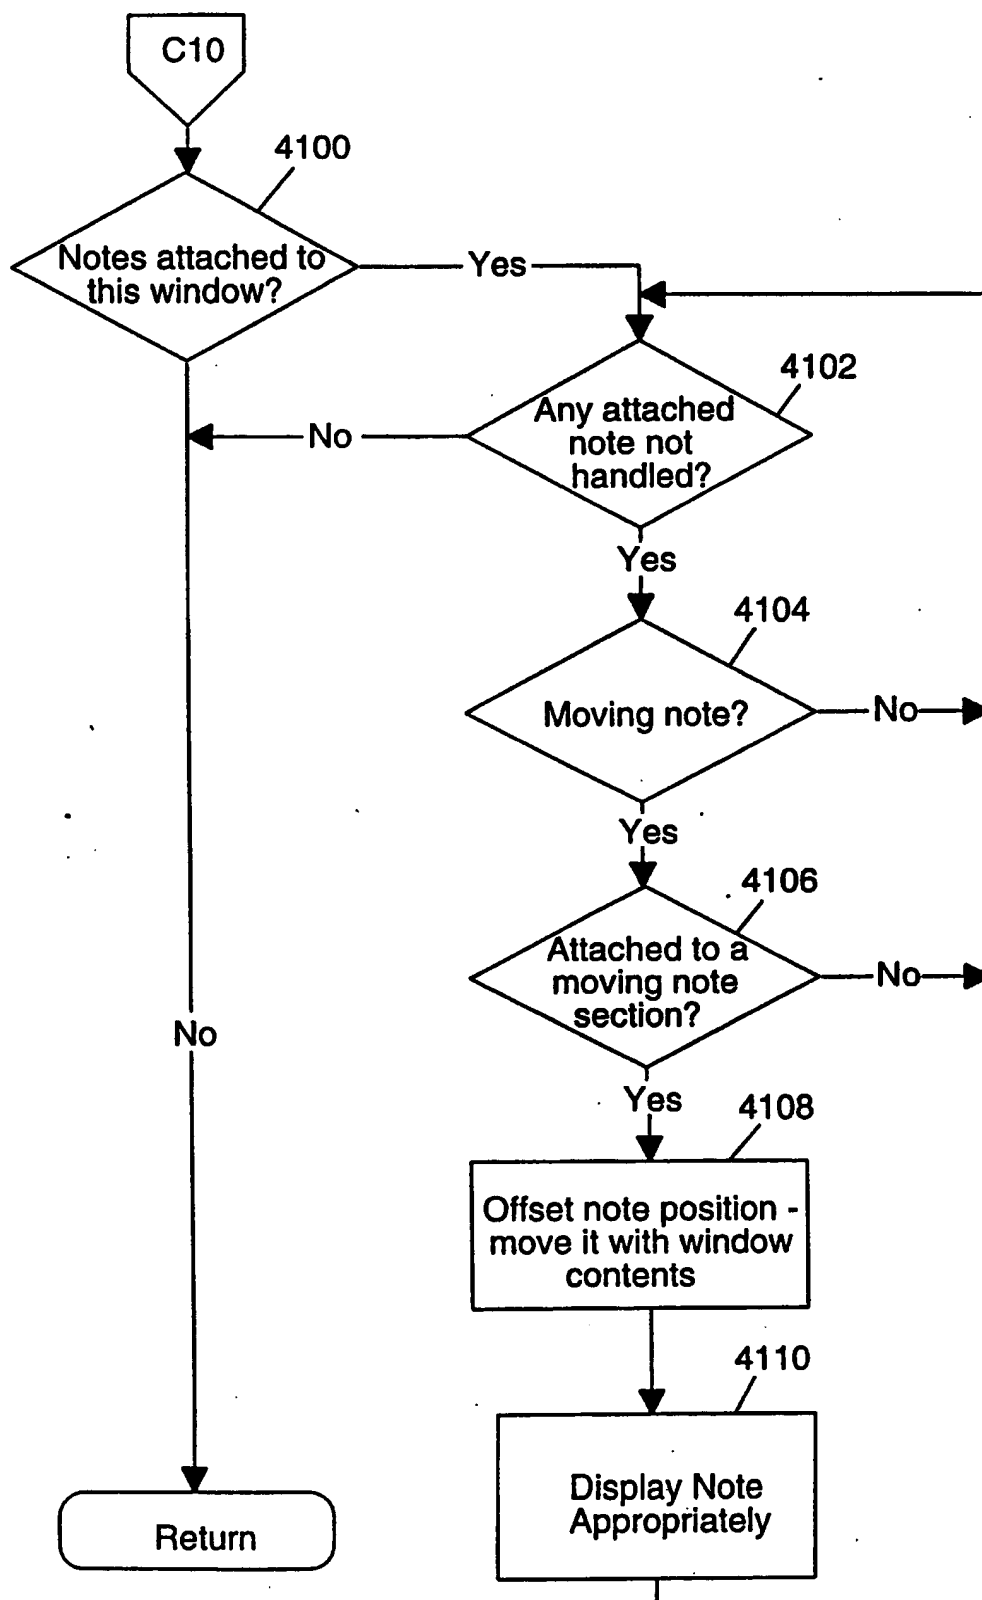 C10
4100
Notes attached to
this window?
Yes
4102
Any attached
note not
handled?
No
Yes
4104
Moving note?
No
Yes
4106
Attached to a
moving note
section?
No
No
Yes
4108
Offset note position -
move it with window
contents
4110
Display Note
Appropriately
Return